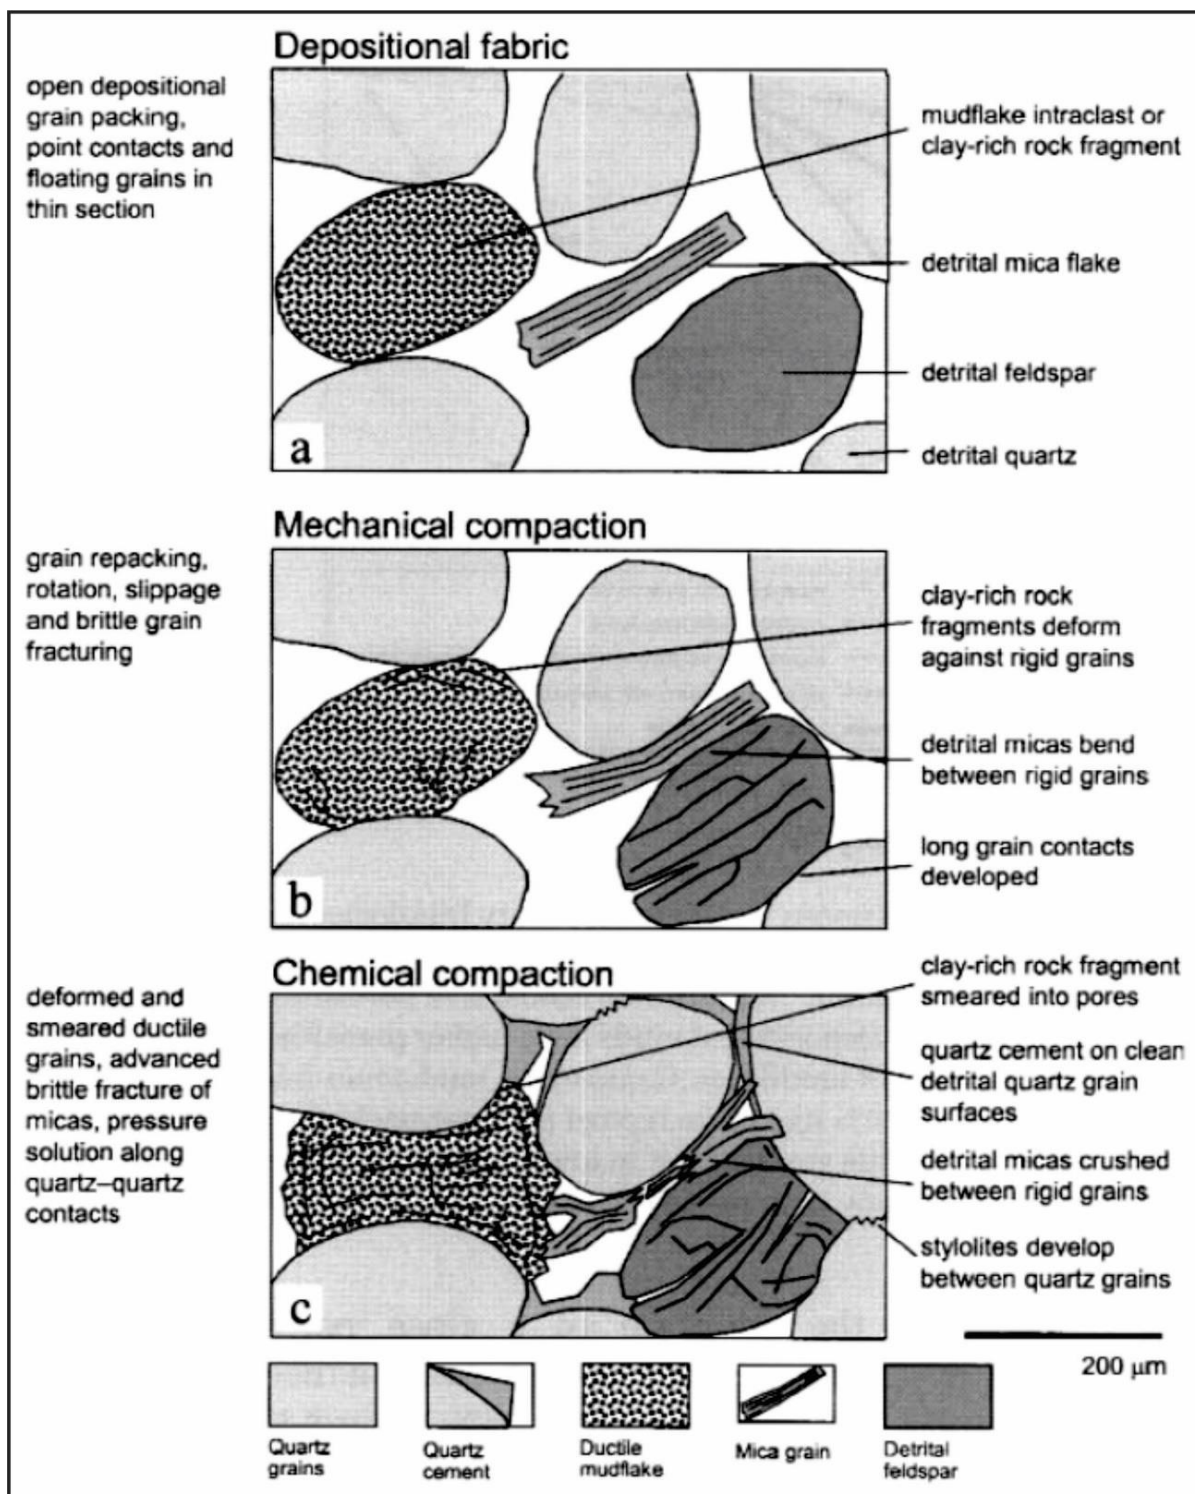 Depositional fabric
open depositional
grain packing,
point contacts and
floating grains in
thin section
mudflake intraclast or
clay-rich rock fragment
detrital mica flake
detrital feldspar
detrital quartz
a
Mechanical compaction
grain repacking,
rotation, slippage
and brittle grain
fracturing
clay-rich rock
fragments deform
against rigid grains
detrital micas bend
between rigid grains
long grain contacts
developed
b
Chemical compaction
deformed and
smeared ductile
grains, advanced
brittle fracture of
micas, pressure
solution along
quartz–quartz
contacts
clay-rich rock fragment
smeared into pores
quartz cement on clean
detrital quartz grain
surfaces
detrital micas crushed
between rigid grains
stylolites develop
between quartz grains
c
200 μm
Quartz
grains
Quartz
cement
Ductile
mudflake
Mica grain
Detrital
feldspar